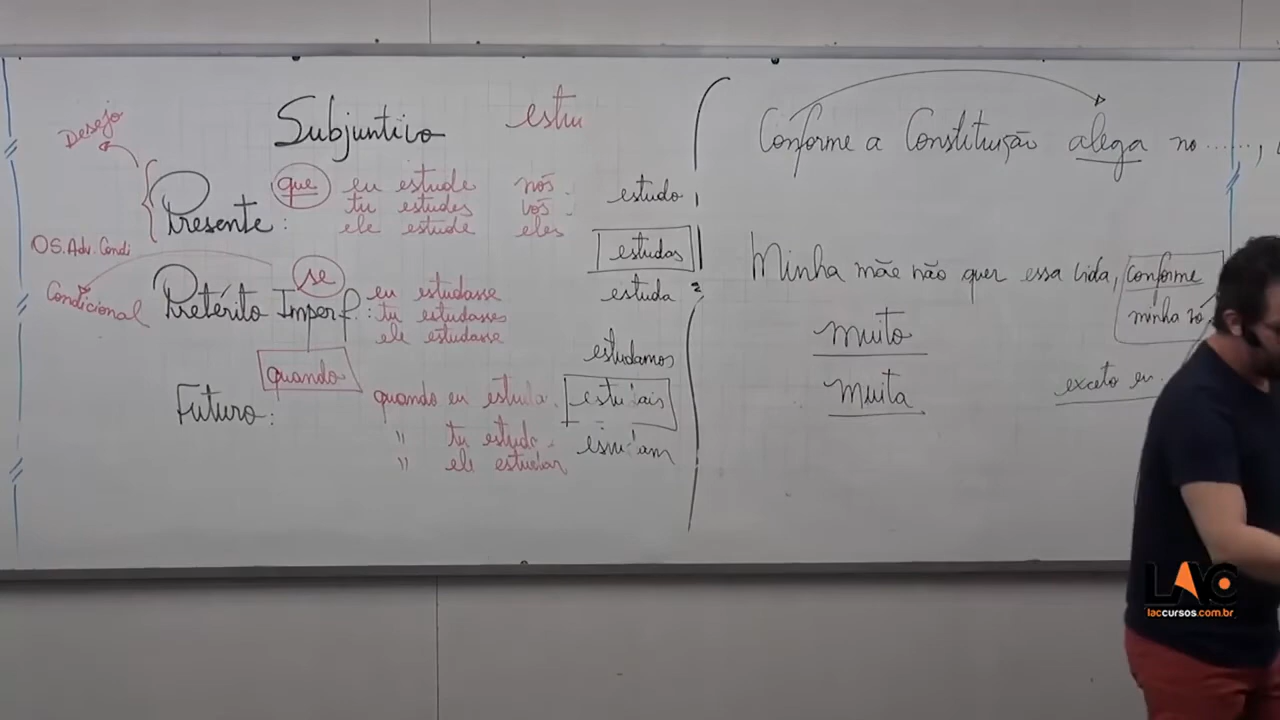 Subjuntivo
estu
Desejo
Presente:
que eu estude nós
tu estudes vós
ele estude eles
O.S.Adv.Condi
Condicional
Pretérito Imperf.:
se eu estudasse
tu estudasses
ele estudasse
quando
Futuro:
quando eu
" tu
" ele estudar
estudo
estudas
estuda
estudamos
estudais
estudam
Conforme a Constituição alega no ......,
Minha mãe não quer essa vida, conforme
minha vó
muito
muita
exceto eu.
LAC
laccursos.com.br